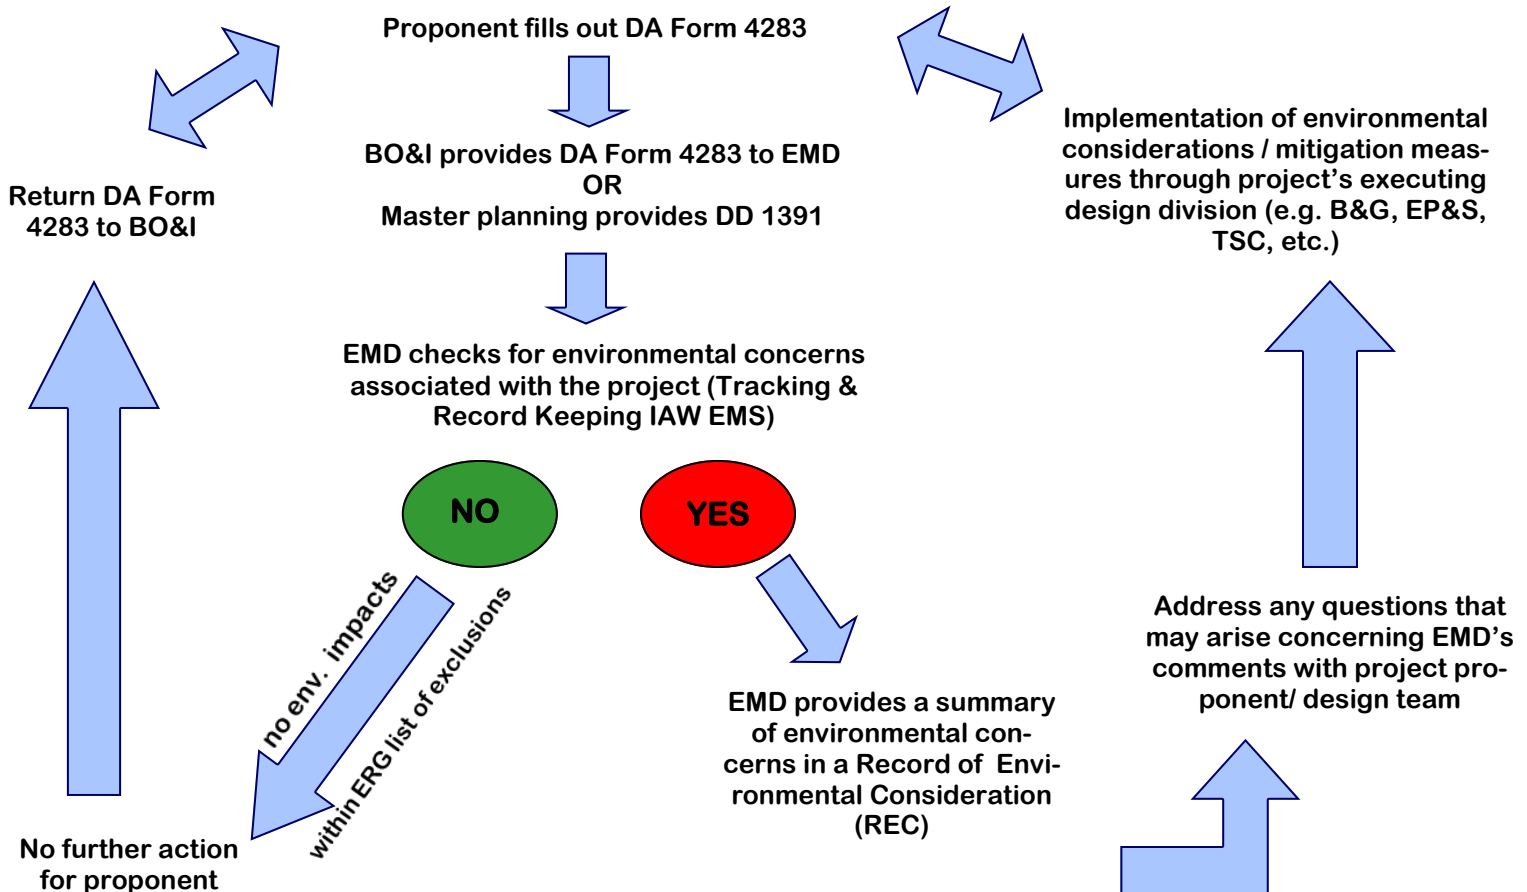 Proponent fills out DA Form 4283
BO&I provides DA Form 4283 to EMD
OR
Master planning provides DD 1391
EMD checks for environmental concerns
associated with the project (Tracking &
Record Keeping IAW EMS)
NO
YES
no env. impacts
within ERG list of exclusions
No further action
for proponent
Return DA Form
4283 to BO&I
EMD provides a summary
of environmental con-
cerns in a Record of Envi-
ronmental Consideration
(REC)
Address any questions that
may arise concerning EMD's
comments with project pro-
ponent/ design team
Implementation of environmental
considerations / mitigation meas-
ures through project's executing
design division (e.g. B&G, EP&S,
TSC, etc.)